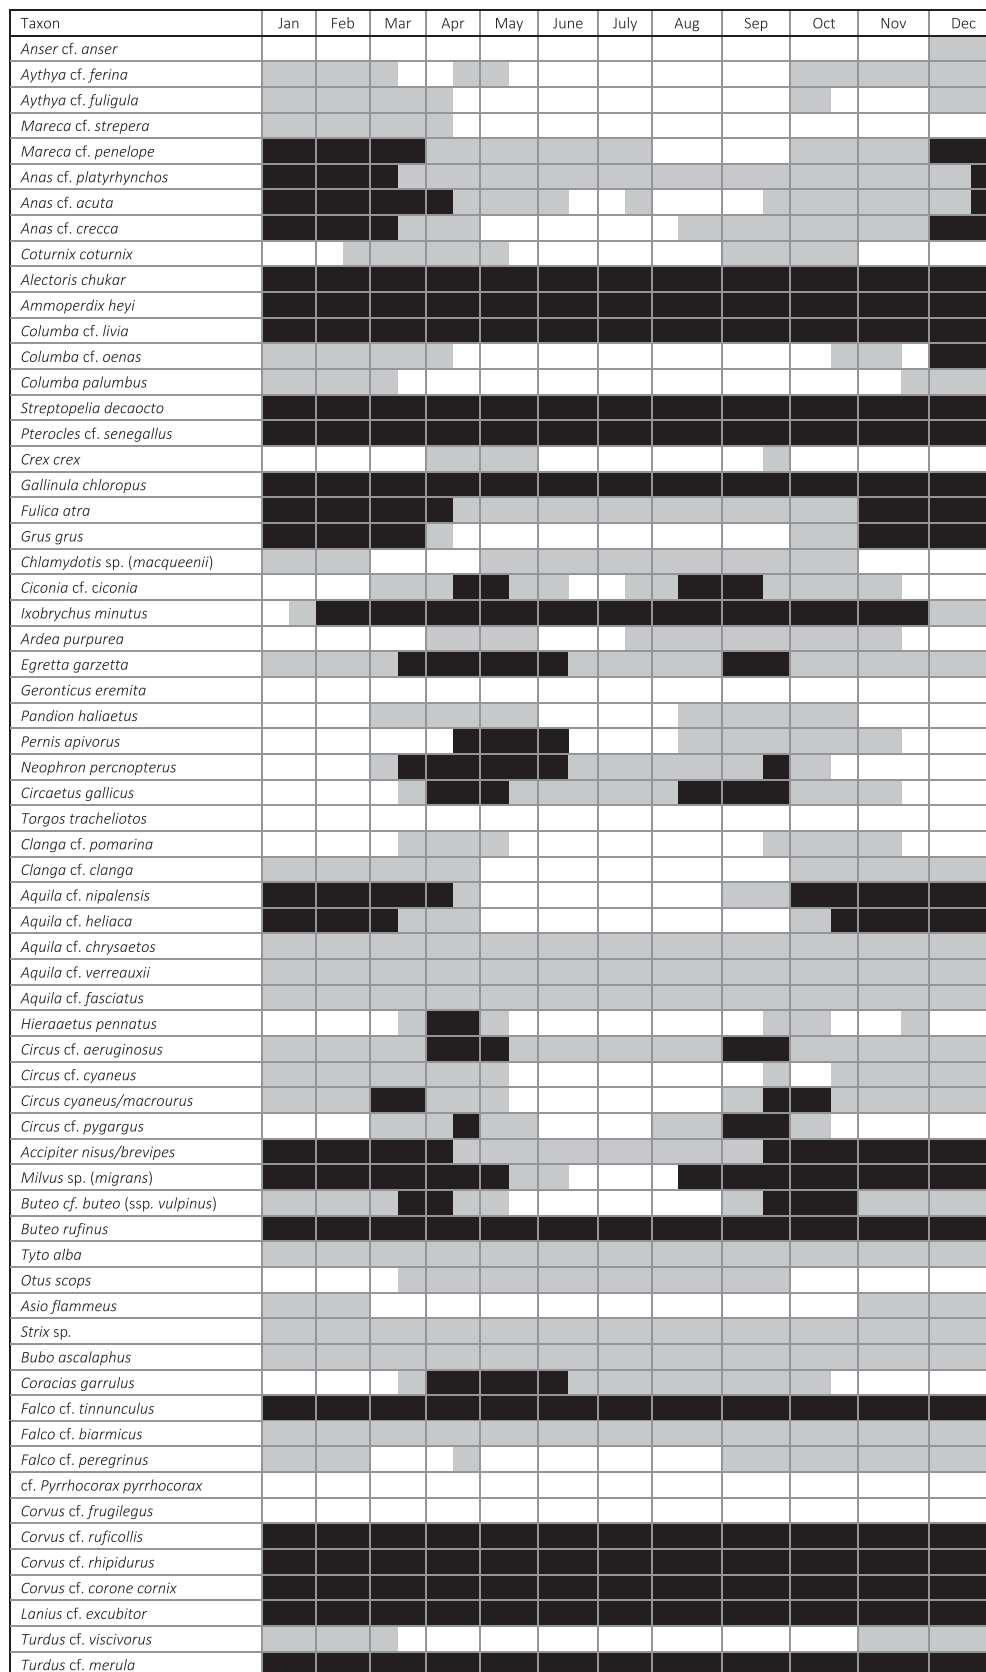 Taxon Jan Feb Mar Apr May June July Aug Sep Oct Nov Dec
Anser cf. anser
Aythya cf. ferina
Aythya cf. fuligula
Mareca cf. strepera
Mareca cf. penelope
Anas cf. platyrhynchos
Anas cf. acuta
Anas cf. crecca
Coturnix coturnix
Alectoris chukar
Ammoperdix heyi
Columba cf. livia
Columba cf. oenas
Columba palumbus
Streptopelia decaocto
Pterocles cf. senegallus
Crex crex
Gallinula chloropus
Fulica atra
Grus grus
Chlamydotis sp. (macqueenii)
Ciconia cf. ciconia
Ixobrychus minutus
Ardea purpurea
Egretta garzetta
Geronticus eremita
Pandion haliaetus
Pernis apivorus
Neophron percnopterus
Circaetus gallicus
Torgos tracheliotos
Clanga cf. pomarina
Clanga cf. clanga
Aquila cf. nipalensis
Aquila cf. heliaca
Aquila cf. chrysaetos
Aquila cf. verreauxii
Aquila cf. fasciatus
Hieraaetus pennatus
Circus cf. aeruginosus
Circus cf. cyaneus
Circus cyaneus/macrourus
Circus cf. pygargus
Accipiter nisus/brevipes
Milvus sp. (migrans)
Buteo cf. buteo (ssp. vulpinus)
Buteo rufinus
Tyto alba
Otus scops
Asio flammeus
Strix sp.
Bubo ascalaphus
Coracias garrulus
Falco cf. tinnunculus
Falco cf. biarmicus
Falco cf. peregrinus
cf. Pyrrhocorax pyrrhocorax
Corvus cf. frugilegus
Corvus cf. ruficollis
Corvus cf. rhipidurus
Corvus cf. corone cornix
Lanius cf. excubitor
Turdus cf. viscivorus
Turdus cf. merula